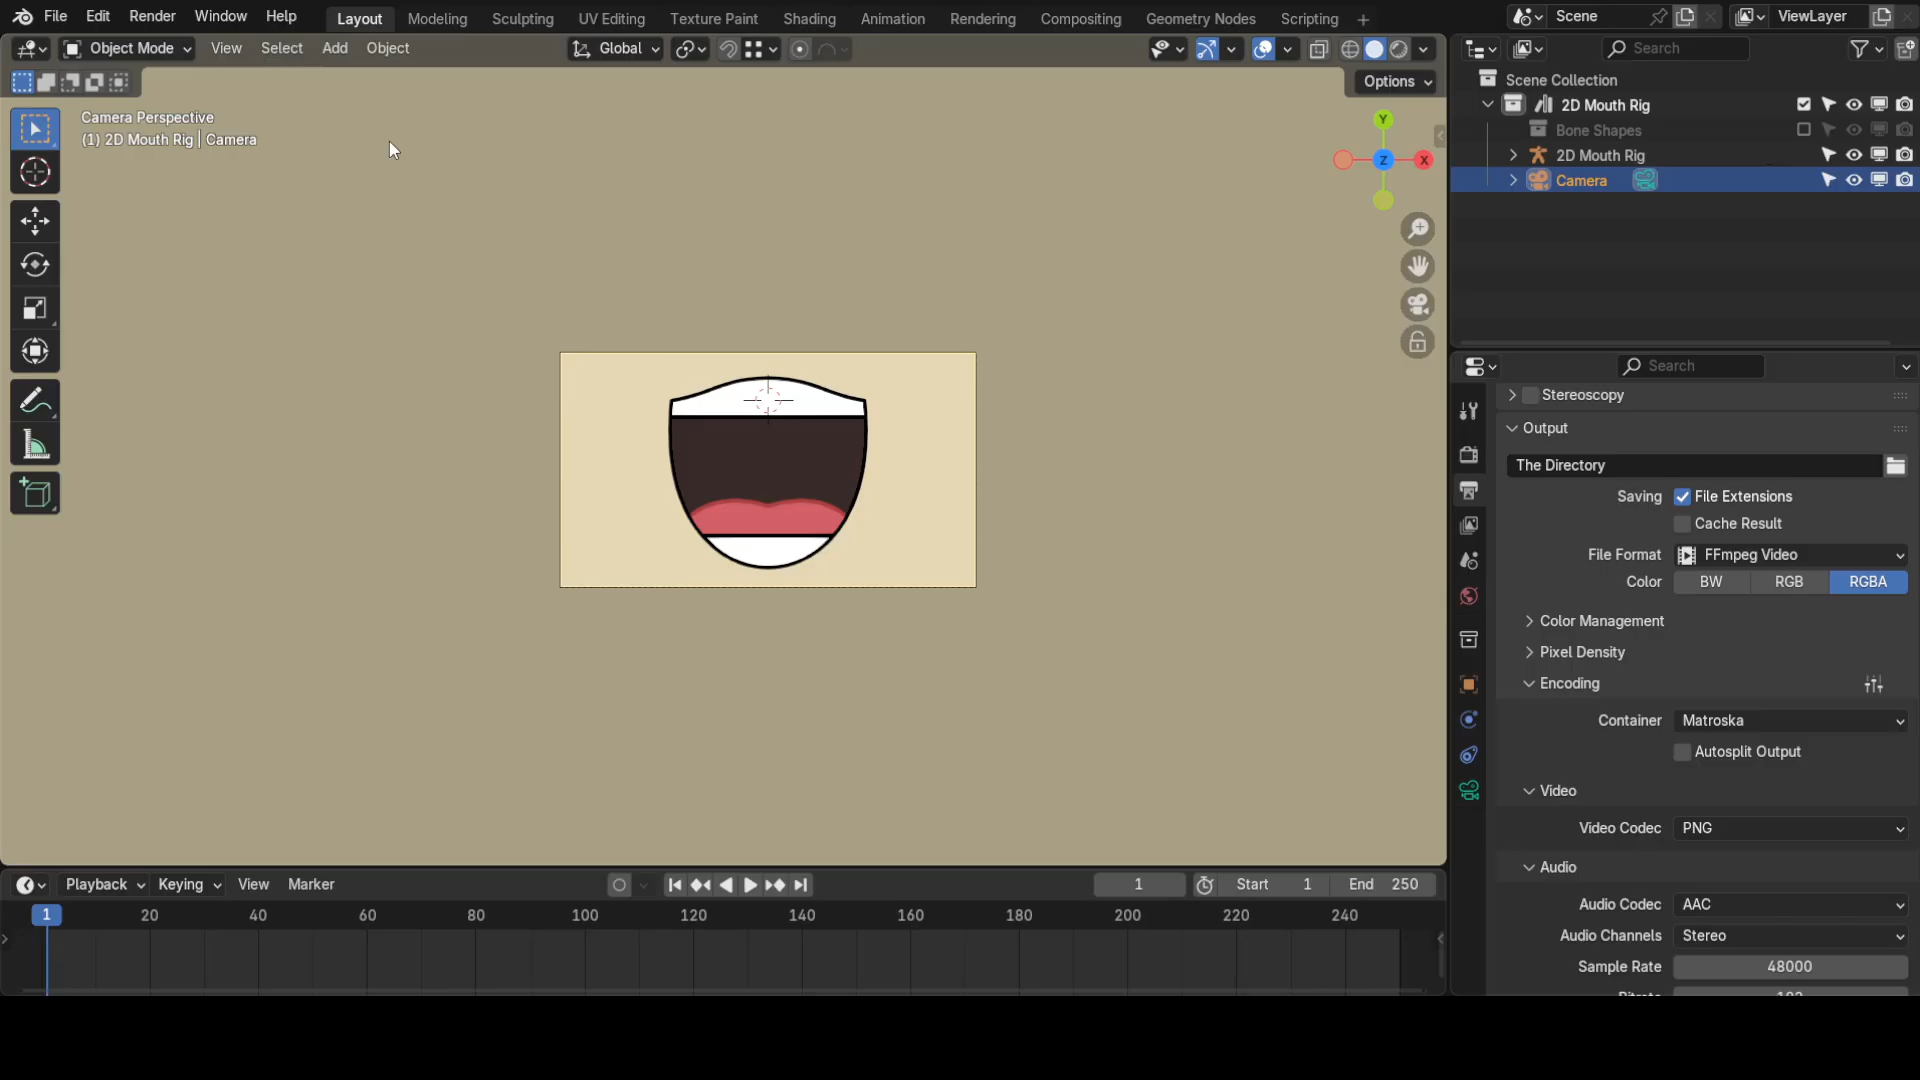 File Edit Render Window Help Layout Modeling Sculpting UV Editing Texture Paint Shading Animation Rendering Compositing Geometry Nodes Scripting + Scene ViewLayer
Object Mode View Select Add Object Global Search
Options
Camera Perspective
(1) 2D Mouth Rig | Camera
Y
Z X
Scene Collection
2D Mouth Rig
Bone Shapes
2D Mouth Rig
Camera
Search
Stereoscopy
Output
The Directory
Saving File Extensions
Cache Result
File Format FFmpeg Video
Color BW RGB RGBA
Color Management
Pixel Density
Encoding
Container Matroska
Autosplit Output
Video
Video Codec PNG
Audio
Audio Codec AAC
Audio Channels Stereo
Sample Rate 48000
Playback Keying View Marker 1 Start 1 End 250
1 20 40 60 80 100 120 140 160 180 200 220 240